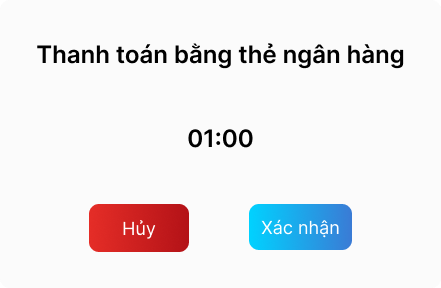 Thanh toán bằng thẻ ngân hàng
01:00
Hủy
Xác nhận